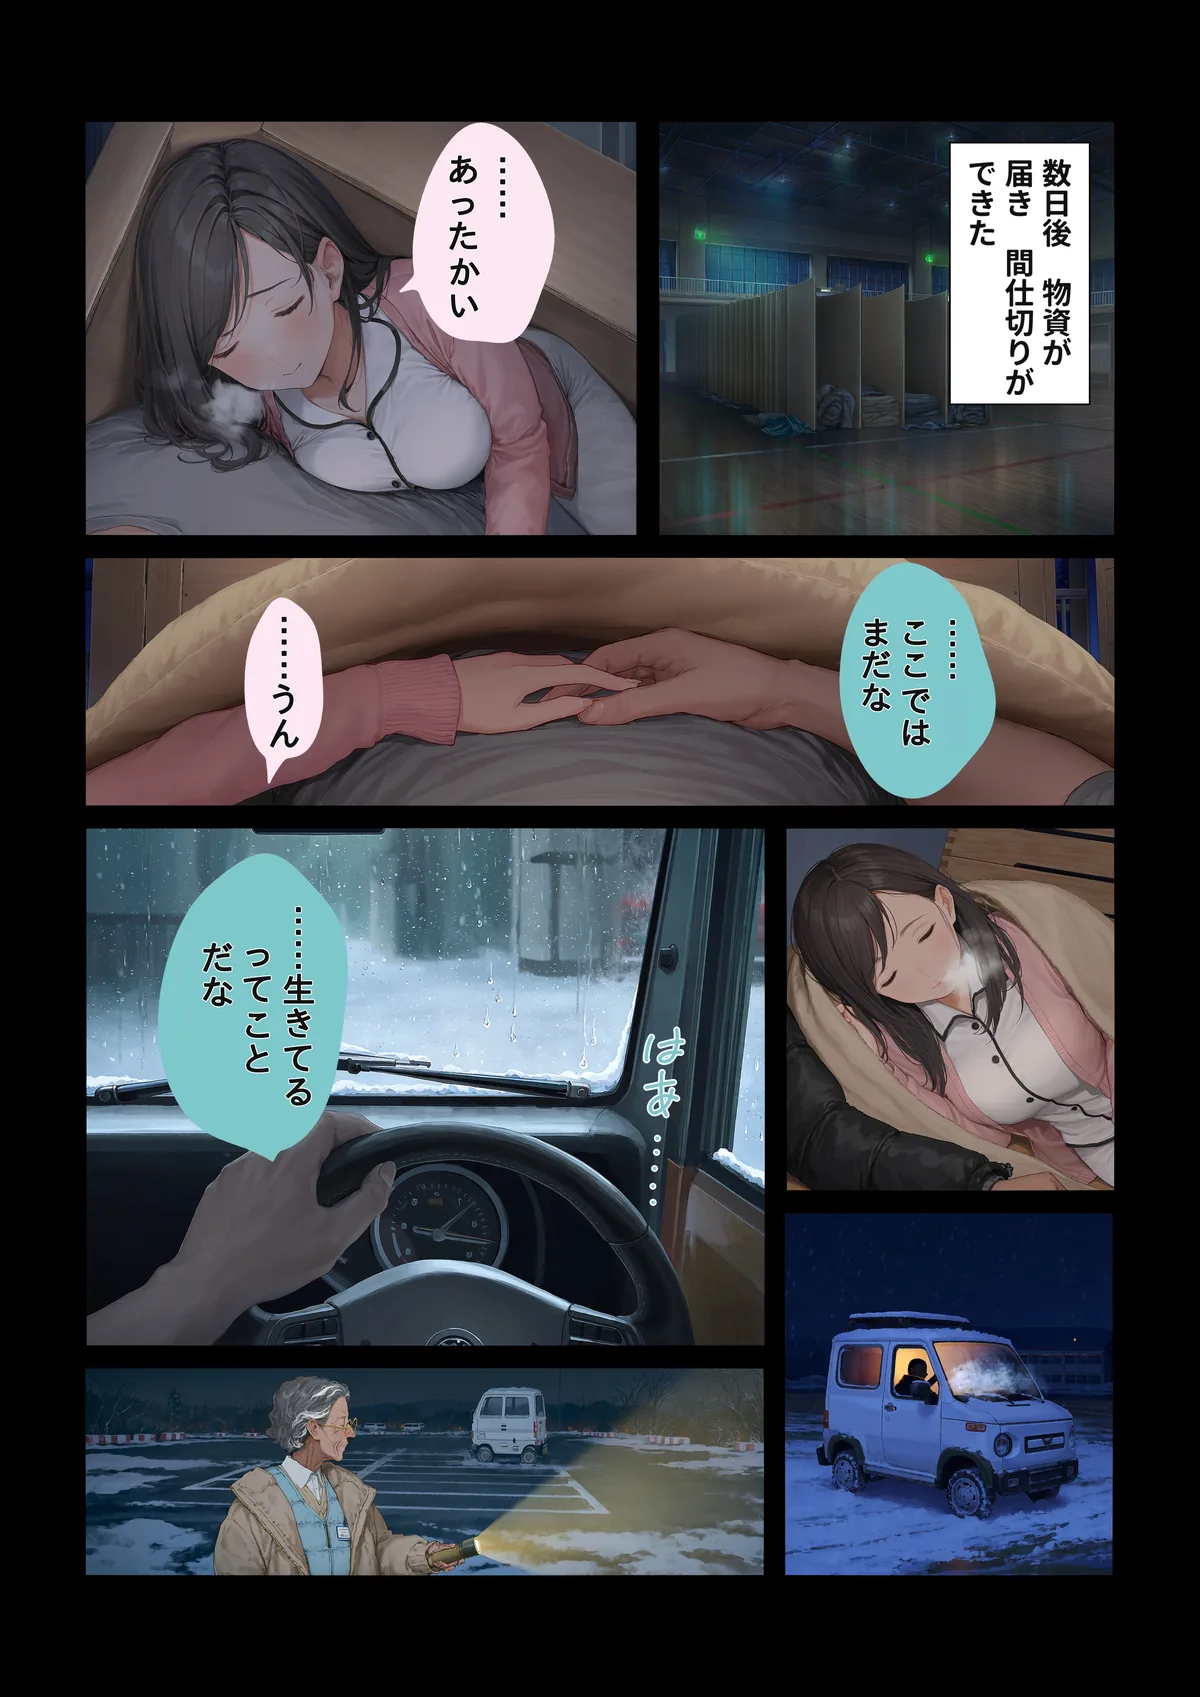 数日後　物資が
届き　間仕切りが
できた
……
あったかい
……
ここでは
まだな
……うん
はあ……
……生きてる
ってこと
だな